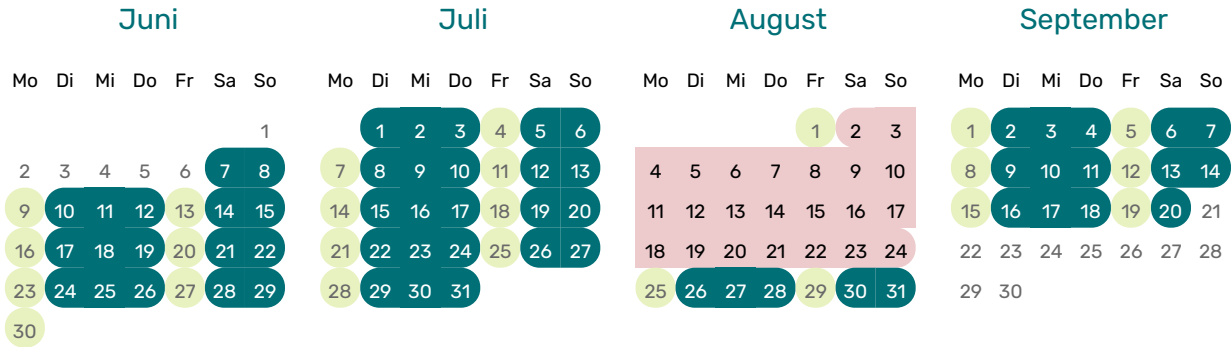 Juni Juli August September
Mo Di Mi Do Fr Sa So Mo Di Mi Do Fr Sa So Mo Di Mi Do Fr Sa So Mo Di Mi Do Fr Sa So
1 1 2 3 4 5 6 1 2 3 1 2 3 4 5 6 7
2 3 4 5 6 7 8 7 8 9 10 11 12 13 4 5 6 7 8 9 10 8 9 10 11 12 13 14
9 10 11 12 13 14 15 14 15 16 17 18 19 20 11 12 13 14 15 16 17 15 16 17 18 19 20 21
16 17 18 19 20 21 22 21 22 23 24 25 26 27 18 19 20 21 22 23 24 22 23 24 25 26 27 28
23 24 25 26 27 28 29 28 29 30 31 25 26 27 28 29 30 31 29 30
30